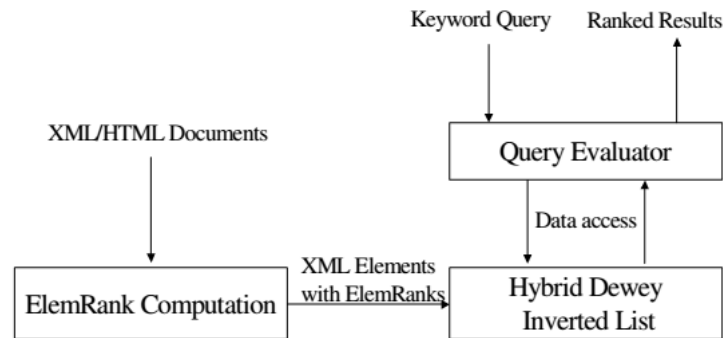 Keyword Query
Ranked Results
XML/HTML Documents
Query Evaluator
Data access
XML Elements
with ElemRanks
ElemRank Computation
Hybrid Dewey
Inverted List